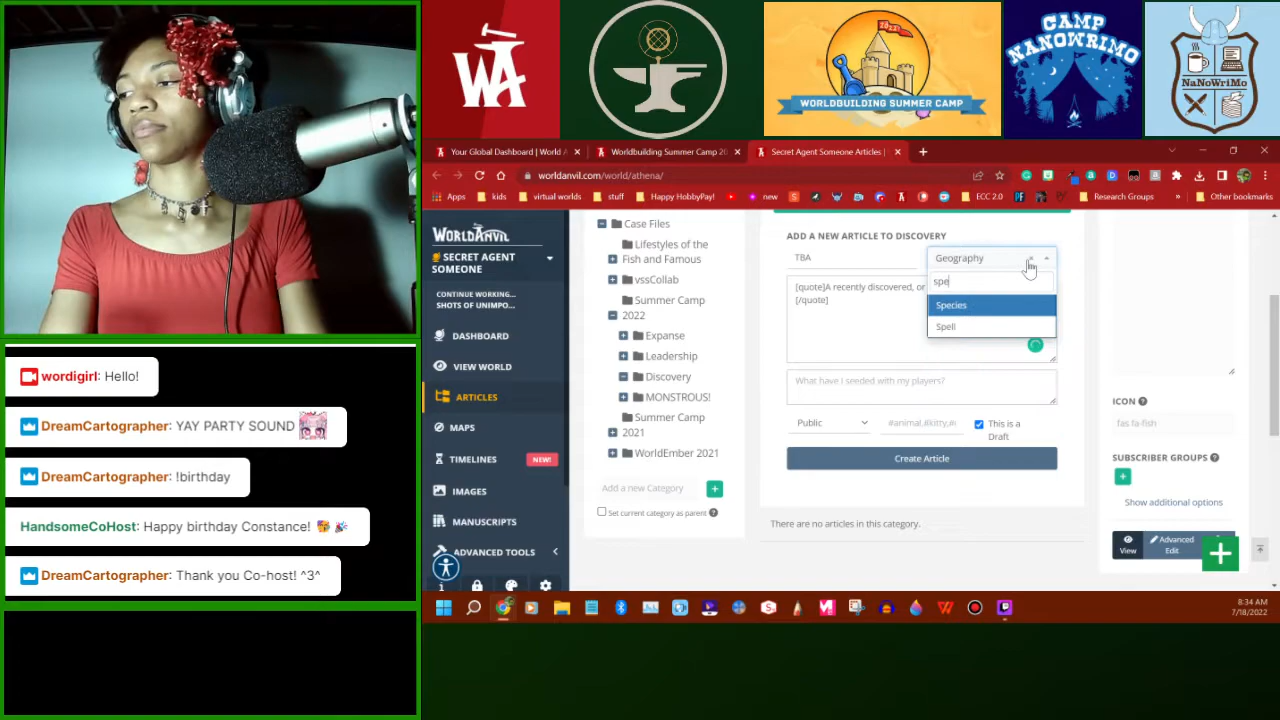 WA
2022
WORLDBUILDING SUMMER CAMP
CAMP
NANOWRIMO
NaNoWriMo
Your Global Dashboard | World A
Worldbuilding Summer Camp 20
Secret Agent Someone Articles |
worldanvil.com/world/athena/
Apps
kids
virtual worlds
stuff
Happy HobbyPay!
new
ECC 2.0
Research Groups
Other bookmarks
WORLDANVIL
SECRET AGENT
SOMEONE
CONTINUE WORKING...
SHOTS OF UNIMPO...
DASHBOARD
VIEW WORLD
ARTICLES
MAPS
TIMELINES
NEW!
IMAGES
MANUSCRIPTS
ADVANCED TOOLS
Case Files
Lifestyles of the
Fish and Famous
vssCollab
Summer Camp
2022
Expanse
Leadership
Discovery
MONSTROUS!
Summer Camp
2021
WorldEmber 2021
Add a new Category
Set current category as parent
ADD A NEW ARTICLE TO DISCOVERY
TBA
Geography
spe
Species
Spell
[quote]A recently discovered, or
[/quote]
What have I seeded with my players?
Public
#animal,#kitty,#c
This is a
Draft
Create Article
There are no articles in this category.
ICON
fas fa-fish
SUBSCRIBER GROUPS
Show additional options
View
Advanced
Edit
8:34 AM
7/18/2022
wordigirl: Hello!
DreamCartographer: YAY PARTY SOUND
DreamCartographer: !birthday
HandsomeCoHost: Happy birthday Constance! 🥳 🎉
DreamCartographer: Thank you Co-host! ^3^